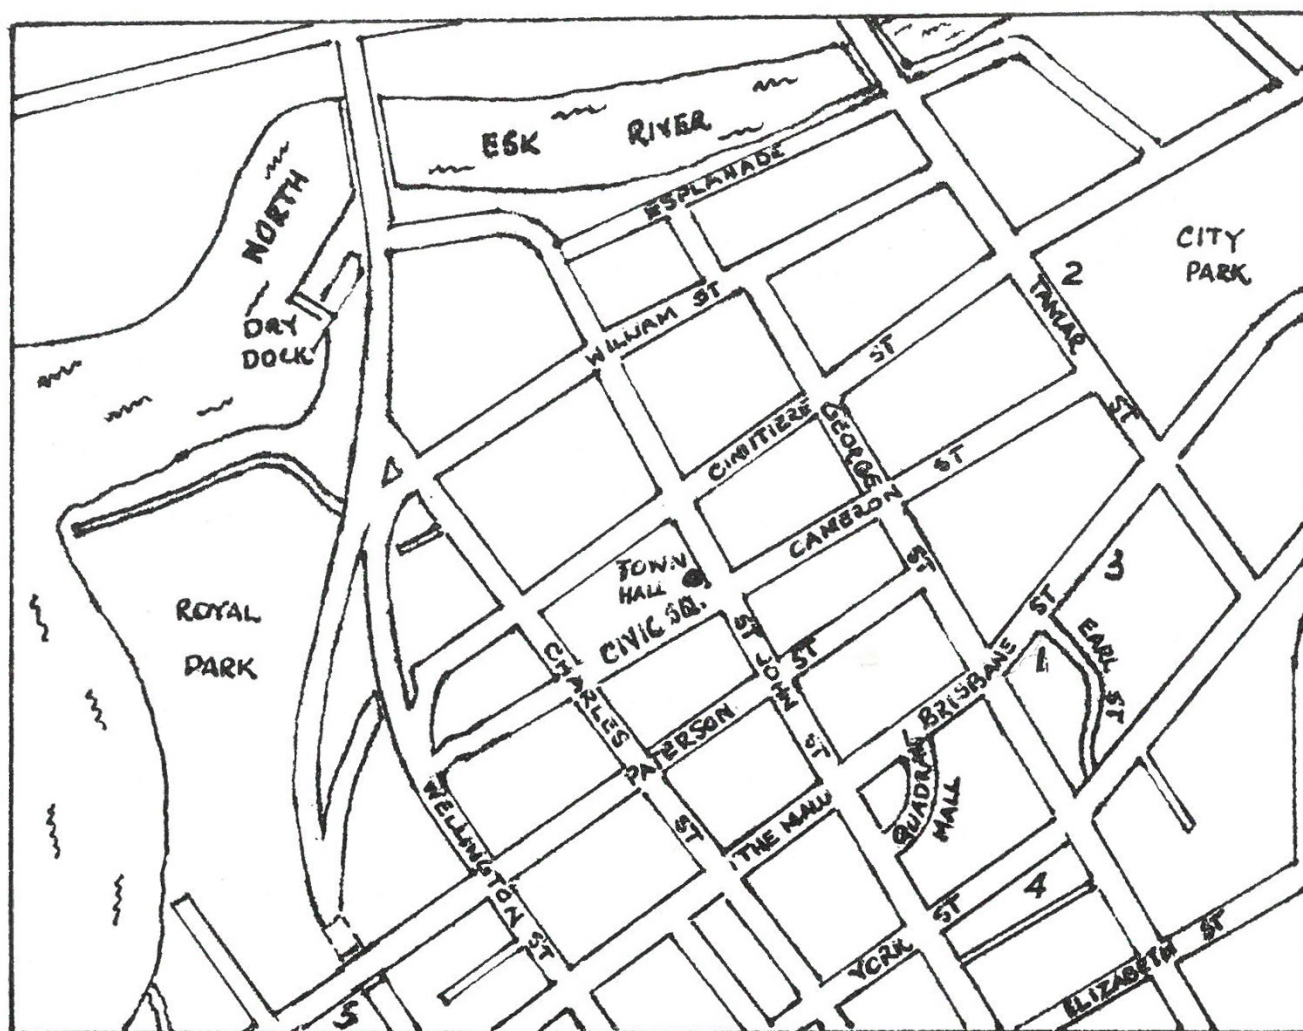 ESK RIVER
NORTH
ESPLANADE
CITY
PARK
2
TAMAR ST
DRY
DOCK
WILLIAM ST
CIMITIERE ST
GEORGE ST
CAMERON ST
TOWN
HALL
CIVIC SQ.
ROYAL
PARK
3
EARL ST
1
CHARLES ST
ST JOHN ST
PATERSON ST
BRISBANE ST
THE MALL
QUADRANT
MALL
WELLINGTON ST
4
YORK ST
ELIZABETH ST
5